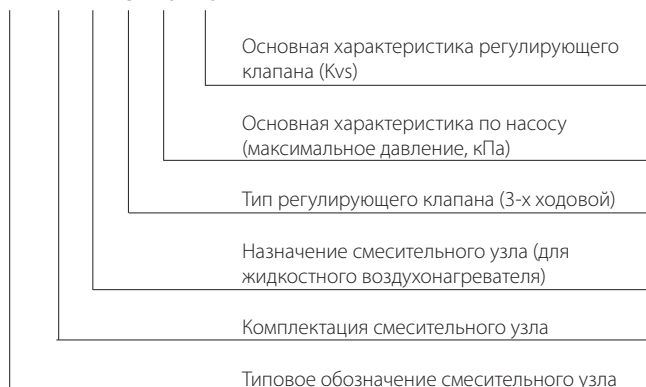 Основная характеристика регулирующего
клапана (Kvs)
Основная характеристика по насосу
(максимальное давление, кПа)
Тип регулирующего клапана (3-х ходовой)
Назначение смесительного узла (для
жидкостного воздухонагревателя)
Комплектация смесительного узла
Типовое обозначение смесительного узла